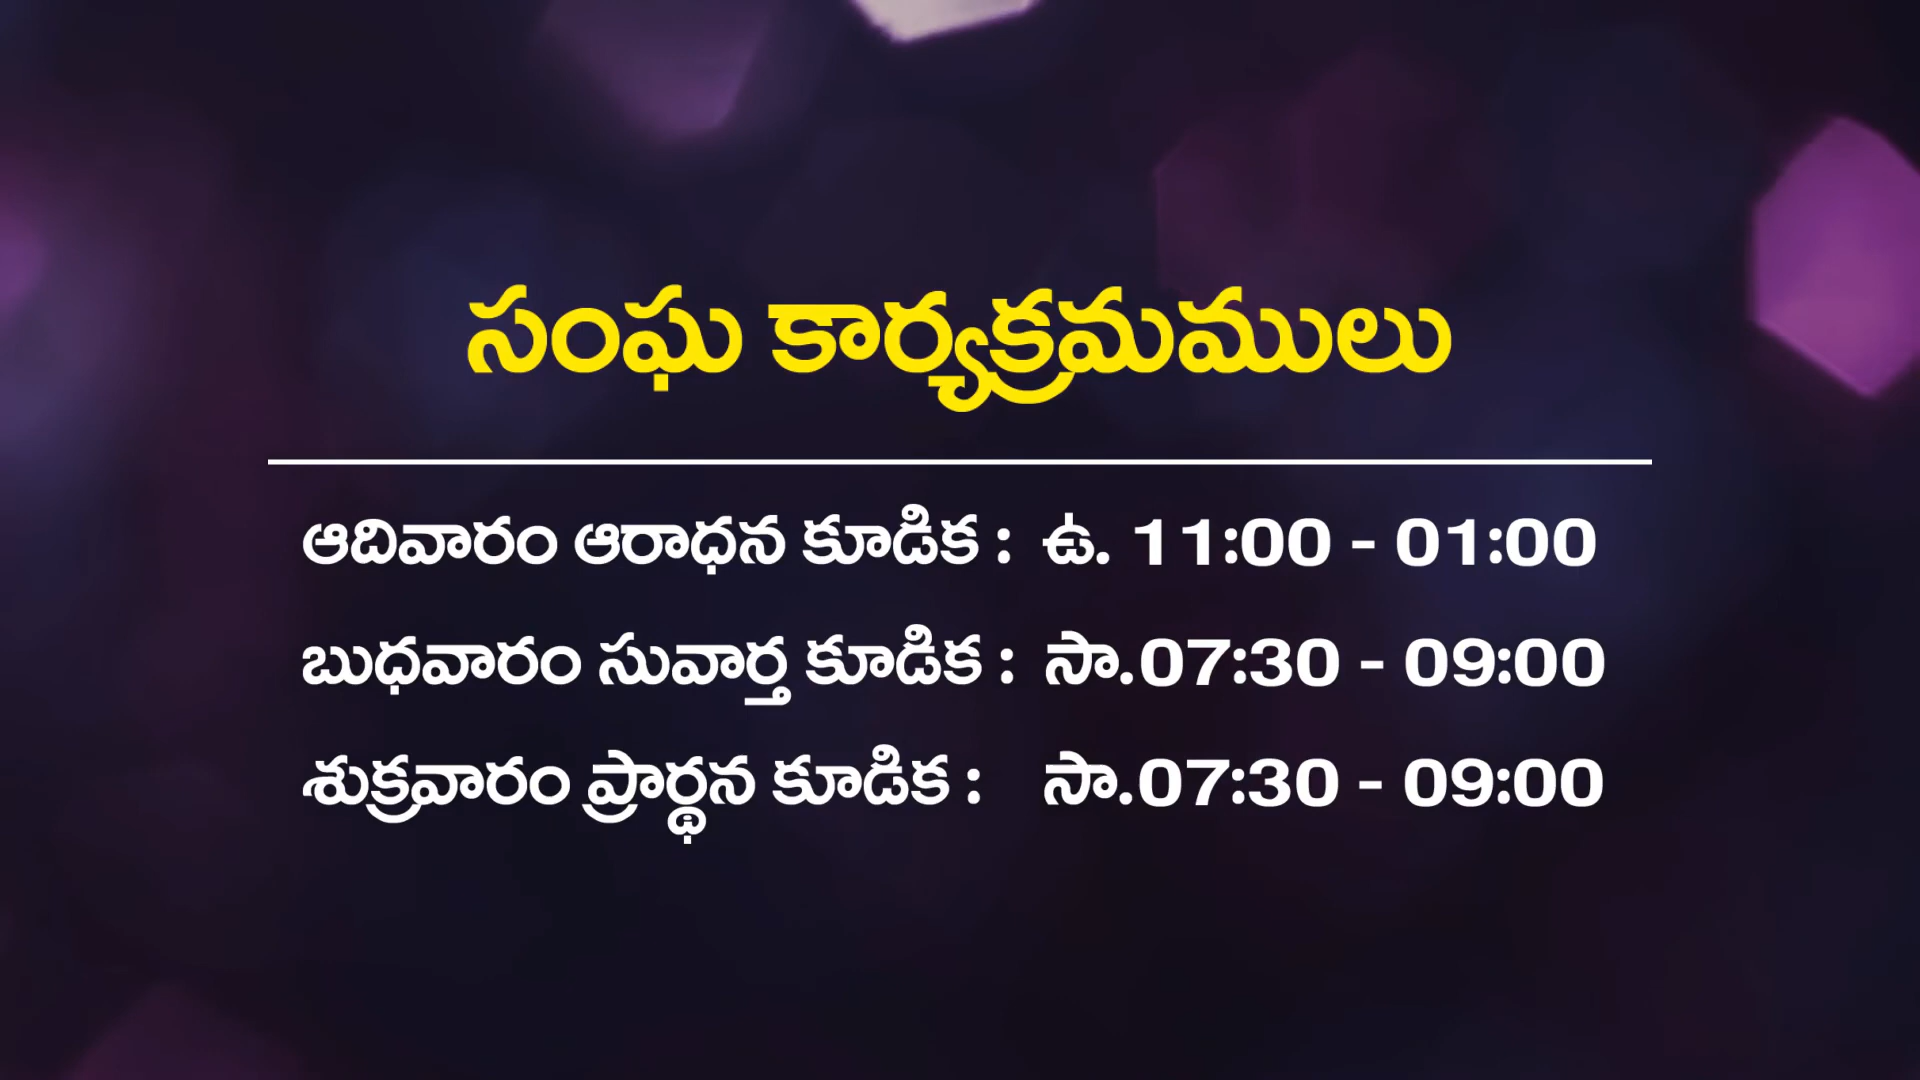 సంఘ కార్యక్రమములు
ఆదివారం ఆరాధన కూడిక : ఉ. 11:00 - 01:00
బుధవారం సువార్త కూడిక : సా.07:30 - 09:00
శుక్రవారం ప్రార్థన కూడిక : సా.07:30 - 09:00